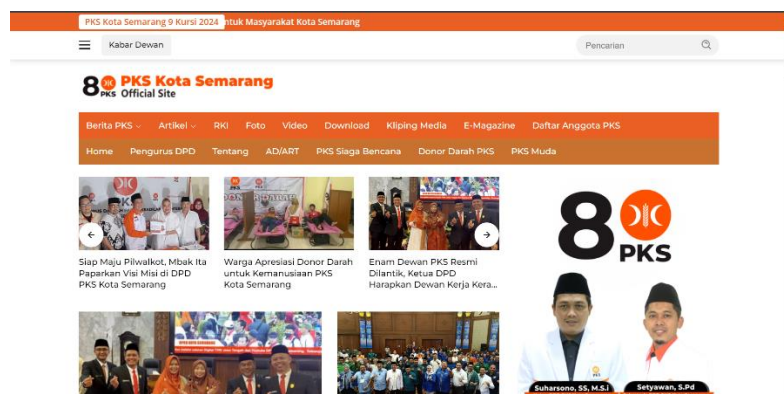 PKS Kota Semarang 9 Kursi 2024 ntuk Masyarakat Kota Semarang
Kabar Dewan
Pencarian
8 PKS PKS Kota Semarang
Official Site
Berita PKS Artikel RKI Foto Video Download Kliping Media E-Magazine Daftar Anggota PKS
Home Pengurus DPD Tentang AD/ART PKS Siaga Bencana Donor Darah PKS PKS Muda
Siap Maju Pilwalkot, Mbak Ita
Paparkan Visi Misi di DPD
PKS Kota Semarang
Warga Apresiasi Donor Darah
untuk Kemanusiaan PKS
Kota Semarang
Enam Dewan PKS Resmi
Dilantik, Ketua DPD
Harapkan Dewan Kerja Kera...
8
PKS
Suharsono, SS, M.S.i
Setyawan, S.Pd